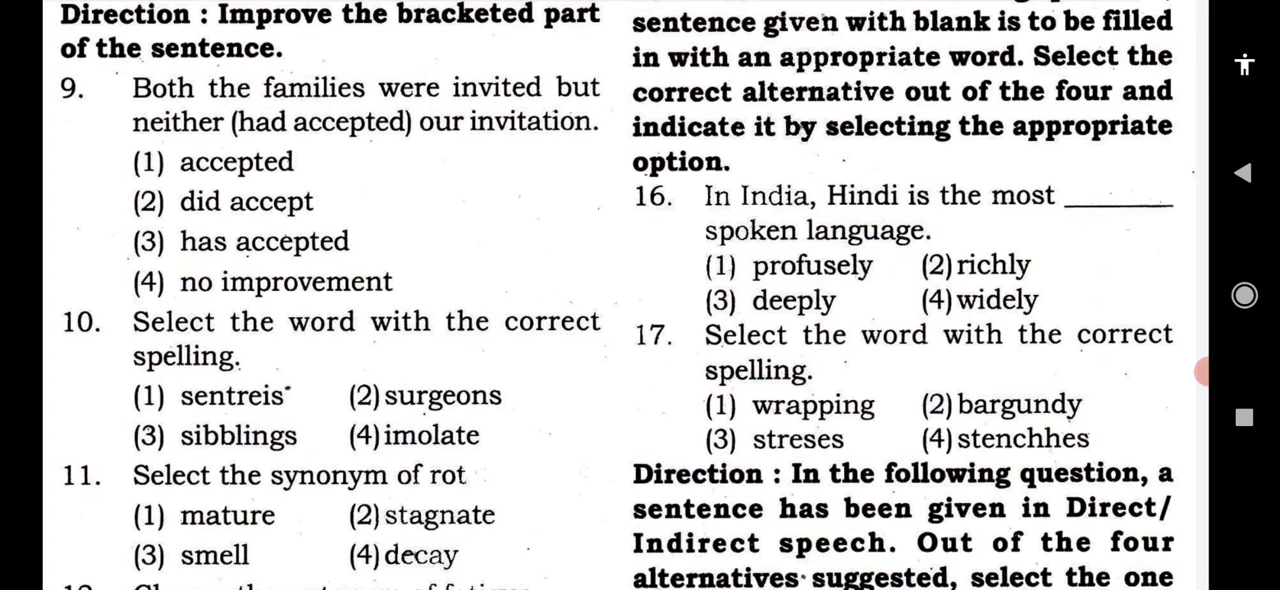 Direction : Improve the bracketed part
of the sentence.
9. Both the families were invited but
neither (had accepted) our invitation.
(1) accepted
(2) did accept
(3) has accepted
(4) no improvement
10. Select the word with the correct
spelling.
(1) sentreis (2) surgeons
(3) sibblings (4) imolate
11. Select the synonym of rot
(1) mature (2) stagnate
(3) smell (4) decay
sentence given with blank is to be filled
in with an appropriate word. Select the
correct alternative out of the four and
indicate it by selecting the appropriate
option.
16. In India, Hindi is the most _______
spoken language.
(1) profusely (2) richly
(3) deeply (4) widely
17. Select the word with the correct
spelling.
(1) wrapping (2) bargundy
(3) streses (4) stenchhes
Direction : In the following question, a
sentence has been given in Direct/
Indirect speech. Out of the four
alternatives suggested, select the one